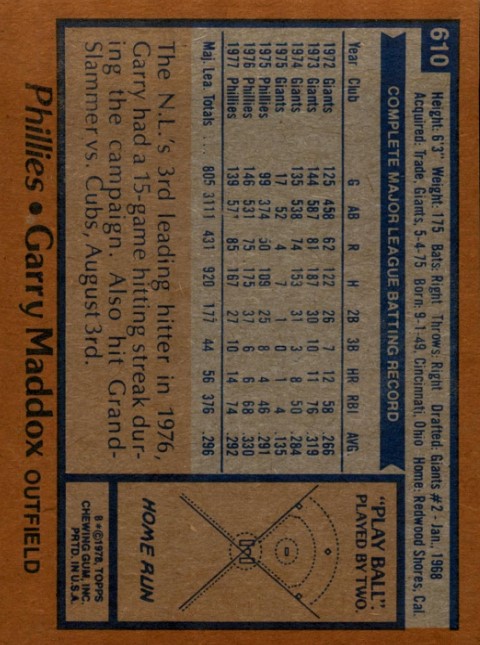 610
Height: 6'3" Weight: 175 Bats: Right Throws: Right Drafted: Giants #2 - Jan., 1968
Acquired: Trade: Giants, 5-4-75 Born: 9-1-49, Cincinnati, Ohio Home: Redwood Shores, Cal.
COMPLETE MAJOR LEAGUE BATTING RECORD
Year Club G AB R H 2B 3B HR RBI AVG.
1972 Giants 125 458 62 122 26 7 12 58 .266
1973 Giants 144 587 81 187 30 10 11 76 .319
1974 Giants 135 538 74 153 31 3 8 50 .284
1975 Giants 17 52 4 7 1 0 1 4 .135
1975 Phillies 99 374 50 109 25 8 4 46 .291
1976 Phillies 146 531 75 175 37 6 6 68 .330
1977 Phillies 139 571 85 167 27 10 14 74 .292
Maj. Lea. Totals . . . 805 3111 431 920 177 44 56 376 .296
The N.L.'s 3rd leading hitter in 1976,
Garry had a 15-game hitting streak dur-
ing the campaign. Also hit Grand-
Slammer vs. Cubs, August 3rd.
"PLAY BALL".
PLAYED BY TWO.
HOME RUN
B*©1978, TOPPS
CHEWING GUM, INC.
PRTD. IN U.S.A.
Phillies • Garry Maddox OUTFIELD